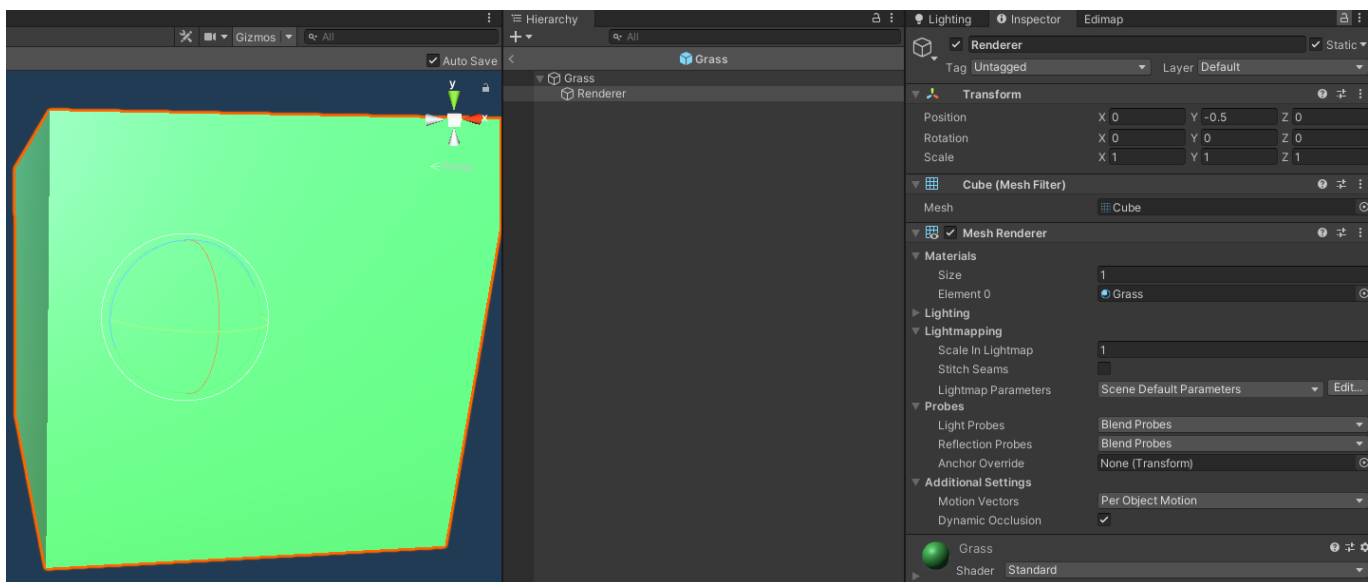 Gizmos
All
Auto Save
y
x
Hierarchy
All
Grass
Grass
Renderer
Lighting
Inspector
Edimap
Renderer
Static
Tag Untagged
Layer Default
Transform
Position X 0 Y -0.5 Z 0
Rotation X 0 Y 0 Z 0
Scale X 1 Y 1 Z 1
Cube (Mesh Filter)
Mesh Cube
Mesh Renderer
Materials
Size 1
Element 0 Grass
Lighting
Lightmapping
Scale In Lightmap 1
Stitch Seams
Lightmap Parameters Scene Default Parameters Edit...
Probes
Light Probes Blend Probes
Reflection Probes Blend Probes
Anchor Override None (Transform)
Additional Settings
Motion Vectors Per Object Motion
Dynamic Occlusion
Grass
Shader Standard